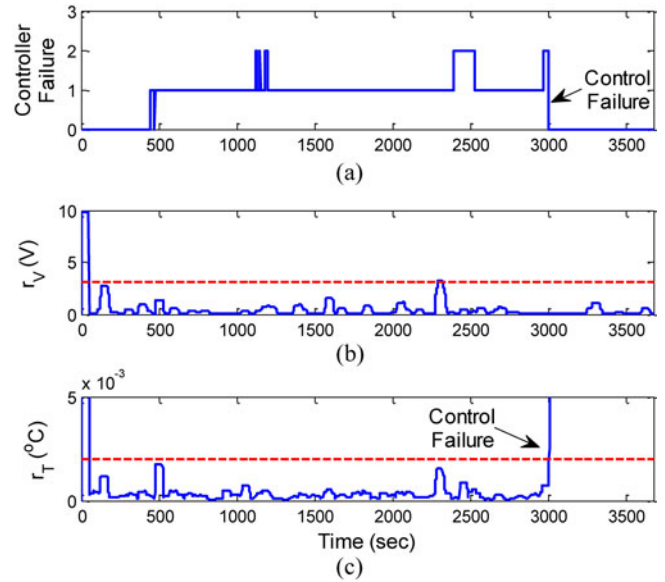 3
2
1
0
Controller
Failure
Control
Failure
0 500 1000 1500 2000 2500 3000 3500
(a)
10
5
0
r_V (V)
0 500 1000 1500 2000 2500 3000 3500
(b)
x 10⁻³
5
0
r_T (°C)
Control
Failure
0 500 1000 1500 2000 2500 3000 3500
Time (sec)
(c)